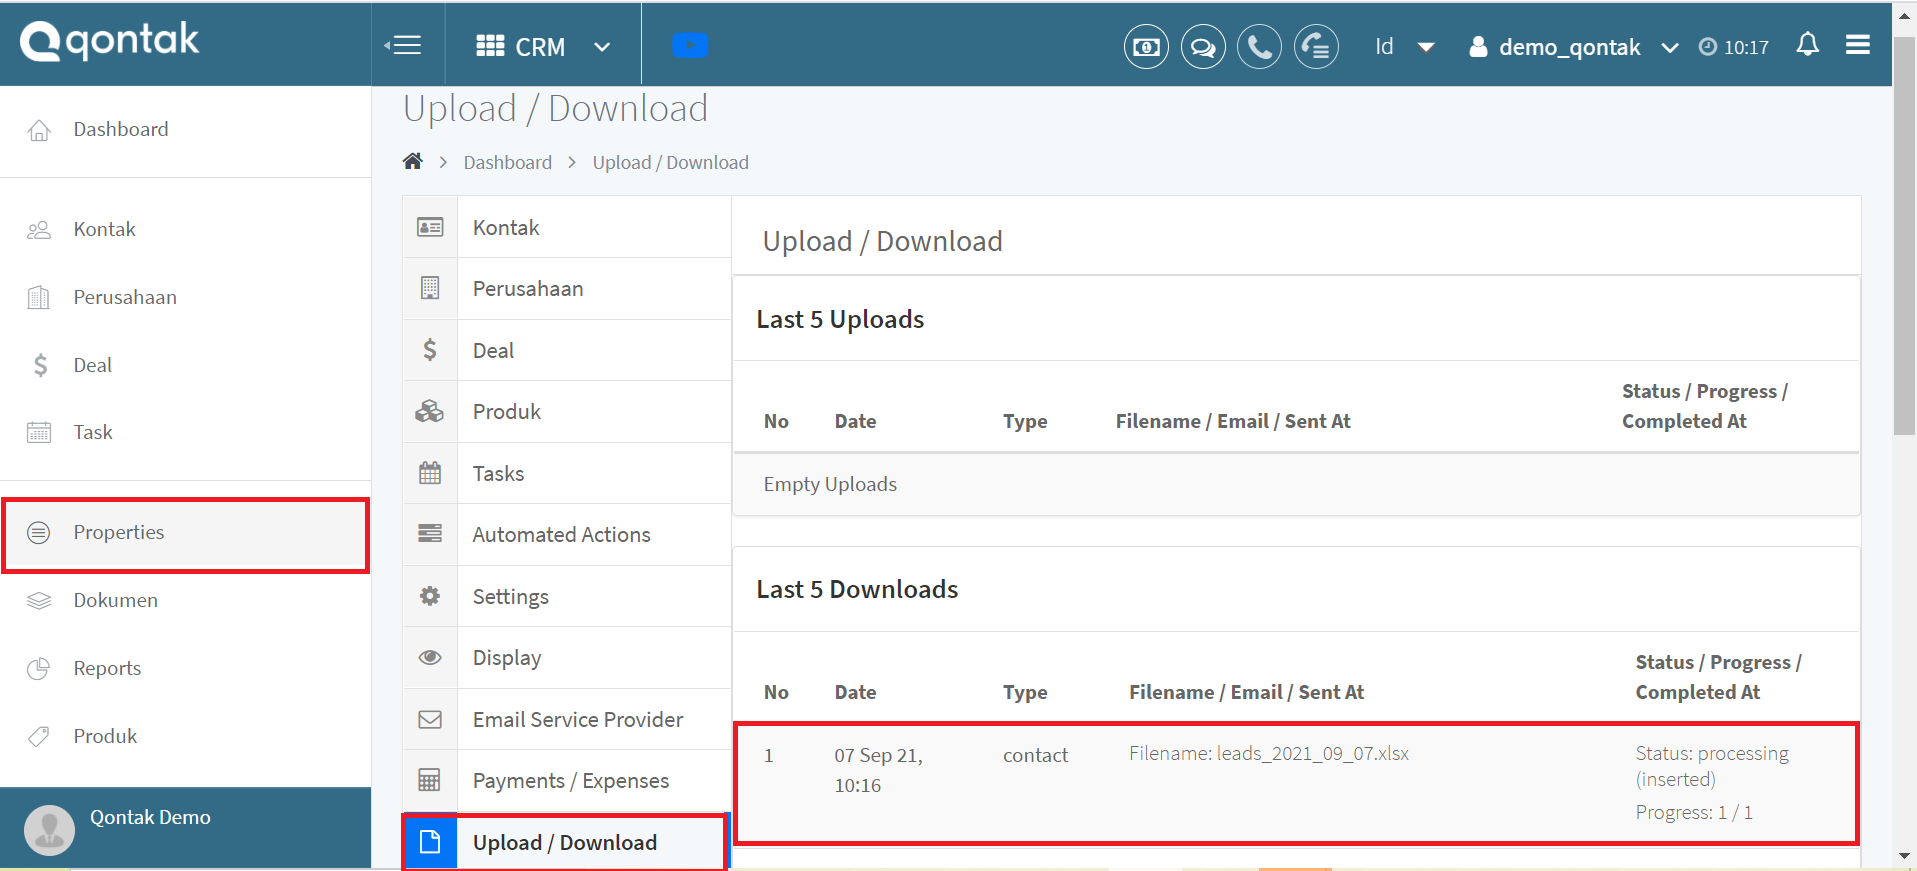 qontak
CRM
Id
demo_qontak
10:17
Dashboard
Kontak
Perusahaan
Deal
Task
Properties
Dokumen
Reports
Produk
Qontak Demo
Upload / Download
Dashboard
Upload / Download
Kontak
Perusahaan
Deal
Produk
Tasks
Automated Actions
Settings
Display
Email Service Provider
Payments / Expenses
Upload / Download
Upload / Download
Last 5 Uploads
No Date Type Filename / Email / Sent At Status / Progress /
Completed At
Empty Uploads
Last 5 Downloads
No Date Type Filename / Email / Sent At Status / Progress /
Completed At
1 07 Sep 21, contact Filename: leads_2021_09_07.xlsx Status: processing
10:16 (inserted)
Progress: 1 / 1